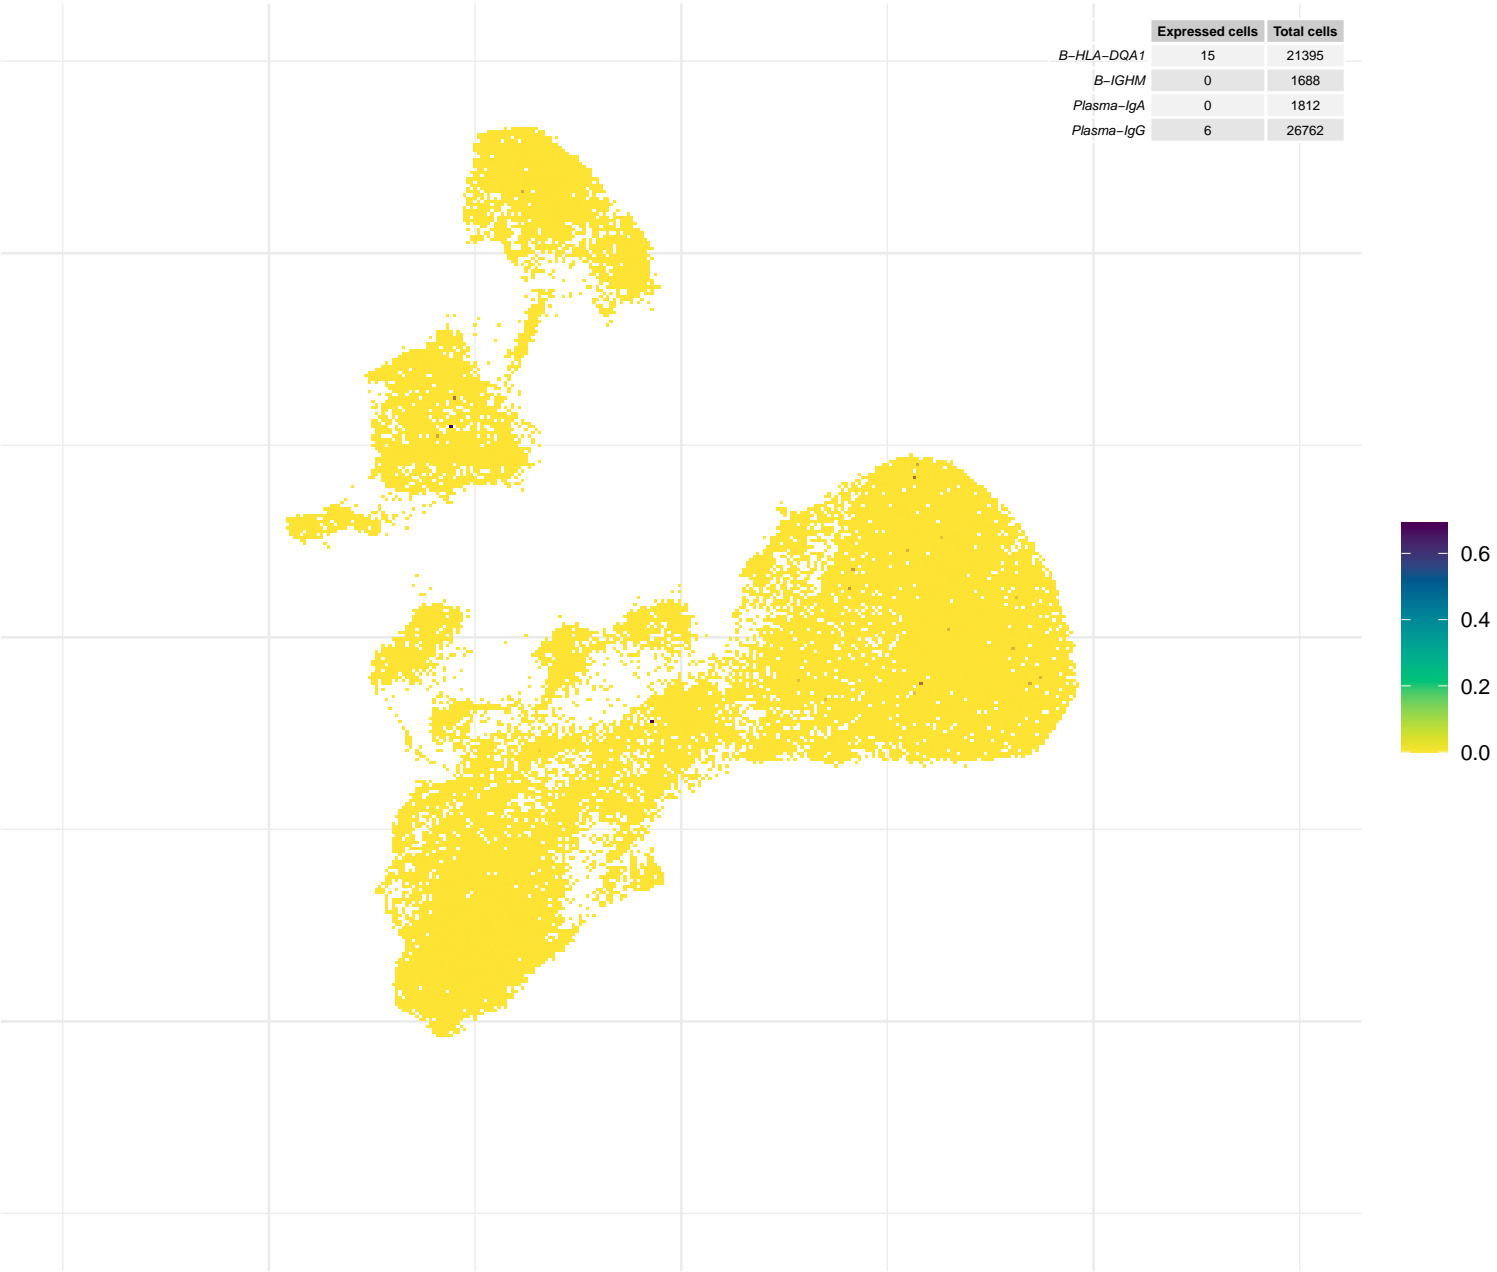 Expressed cells Total cells
B−HLA−DQA1 15 21395
B−IGHM 0 1688
Plasma−IgA 0 1812
Plasma−IgG 6 26762
0.6
0.4
0.2
0.0